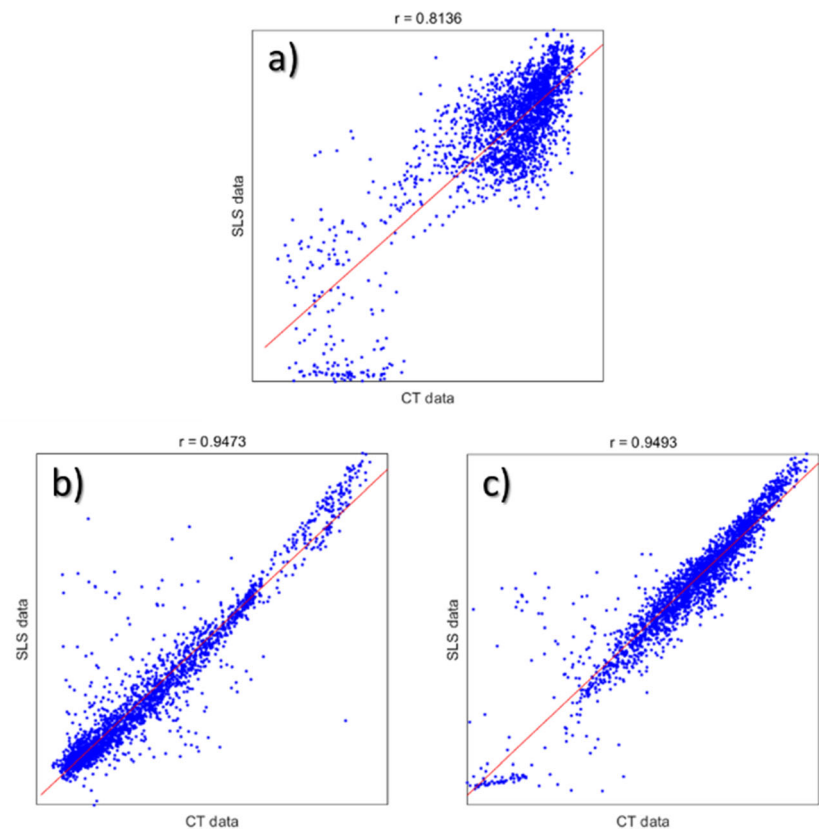 r = 0.8136
a)
SLS data
CT data
r = 0.9473
b)
SLS data
CT data
r = 0.9493
c)
SLS data
CT data